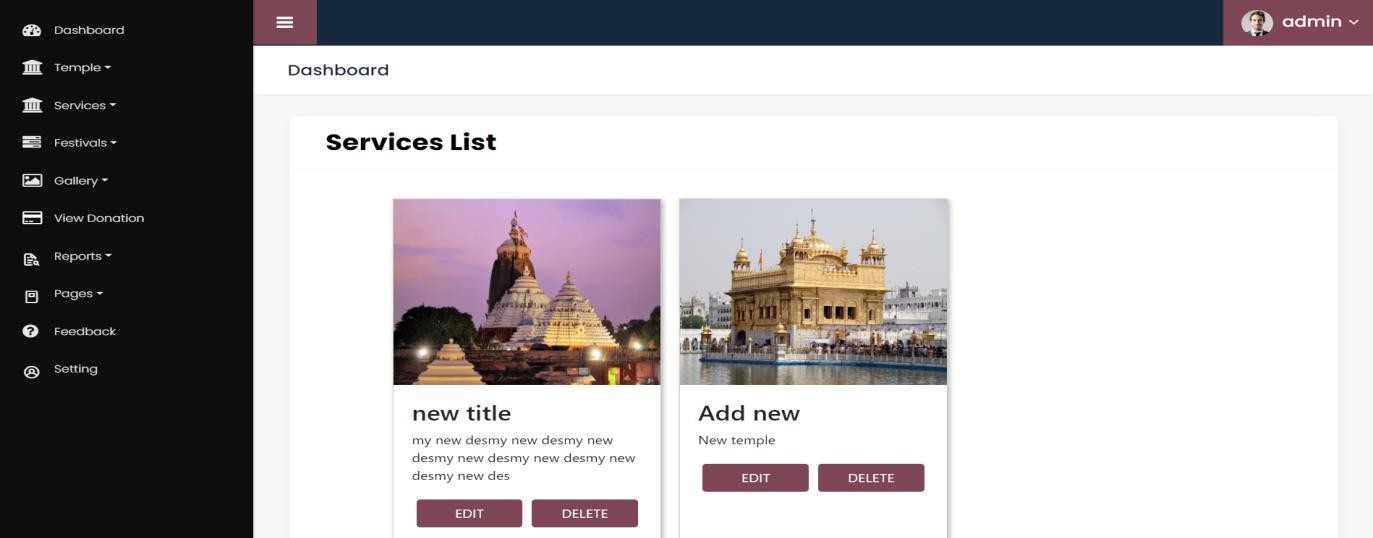 Dashboard
Temple
Services
Festivals
Gallery
View Donation
Reports
Pages
Feedback
Setting
admin
Dashboard
Services List
new title
my new desmy new desmy new
desmy new desmy new desmy new
desmy new des
EDIT DELETE
Add new
New temple
EDIT DELETE